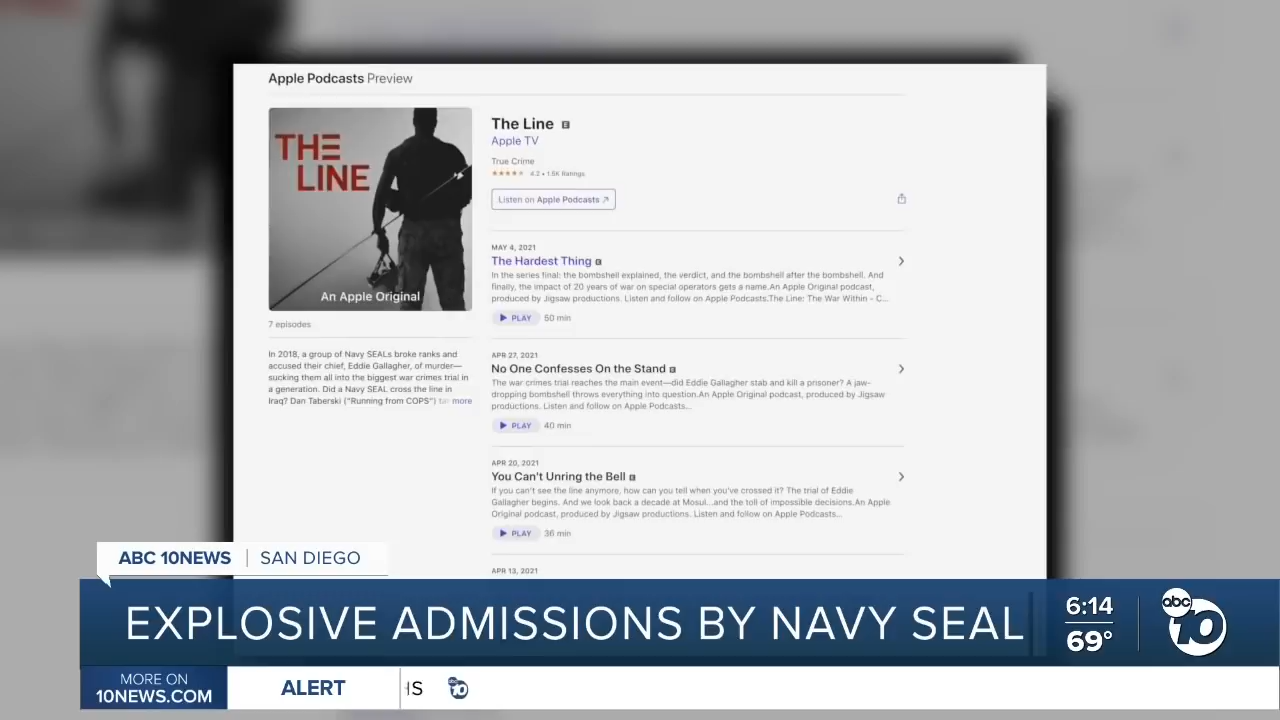 Apple Podcasts Preview
THE
LINE
An Apple Original
7 episodes
In 2018, a group of Navy SEALs broke ranks and
accused their chief, Eddie Gallagher, of murder—
sucking them all into the biggest war crimes trial in
a generation. Did a Navy SEAL cross the line in
Iraq? Dan Taberski ("Running from COPS") more
The Line E
Apple TV
True Crime
★★★★★ 4.2 • 1.5K Ratings
Listen on Apple Podcasts ↗
MAY 4, 2021
The Hardest Thing E
In the series final: the bombshell explained, the verdict, and the bombshell after the bombshell. And
finally, the impact of 20 years of war on special operators gets a name.An Apple Original podcast,
produced by Jigsaw productions. Listen and follow on Apple Podcasts.The Line: The War Within - C...
PLAY 50 min
APR 27, 2021
No One Confesses On the Stand E
The war crimes trial reaches the main event—did Eddie Gallagher stab and kill a prisoner? A jaw-
dropping bombshell throws everything into question.An Apple Original podcast, produced by Jigsaw
productions. Listen and follow on Apple Podcasts...
PLAY 40 min
APR 20, 2021
You Can't Unring the Bell E
If you can't see the line anymore, how can you tell when you've crossed it? The trial of Eddie
Gallagher begins. And we look back a decade at Mosul...and the toll of impossible decisions.An Apple
Original podcast, produced by Jigsaw productions. Listen and follow on Apple Podcasts...
PLAY 36 min
APR 13, 2021
ABC 10NEWS | SAN DIEGO
EXPLOSIVE ADMISSIONS BY NAVY SEAL
6:14
69°
abc 10
MORE ON
10NEWS.COM
ALERT
HS
abc 10